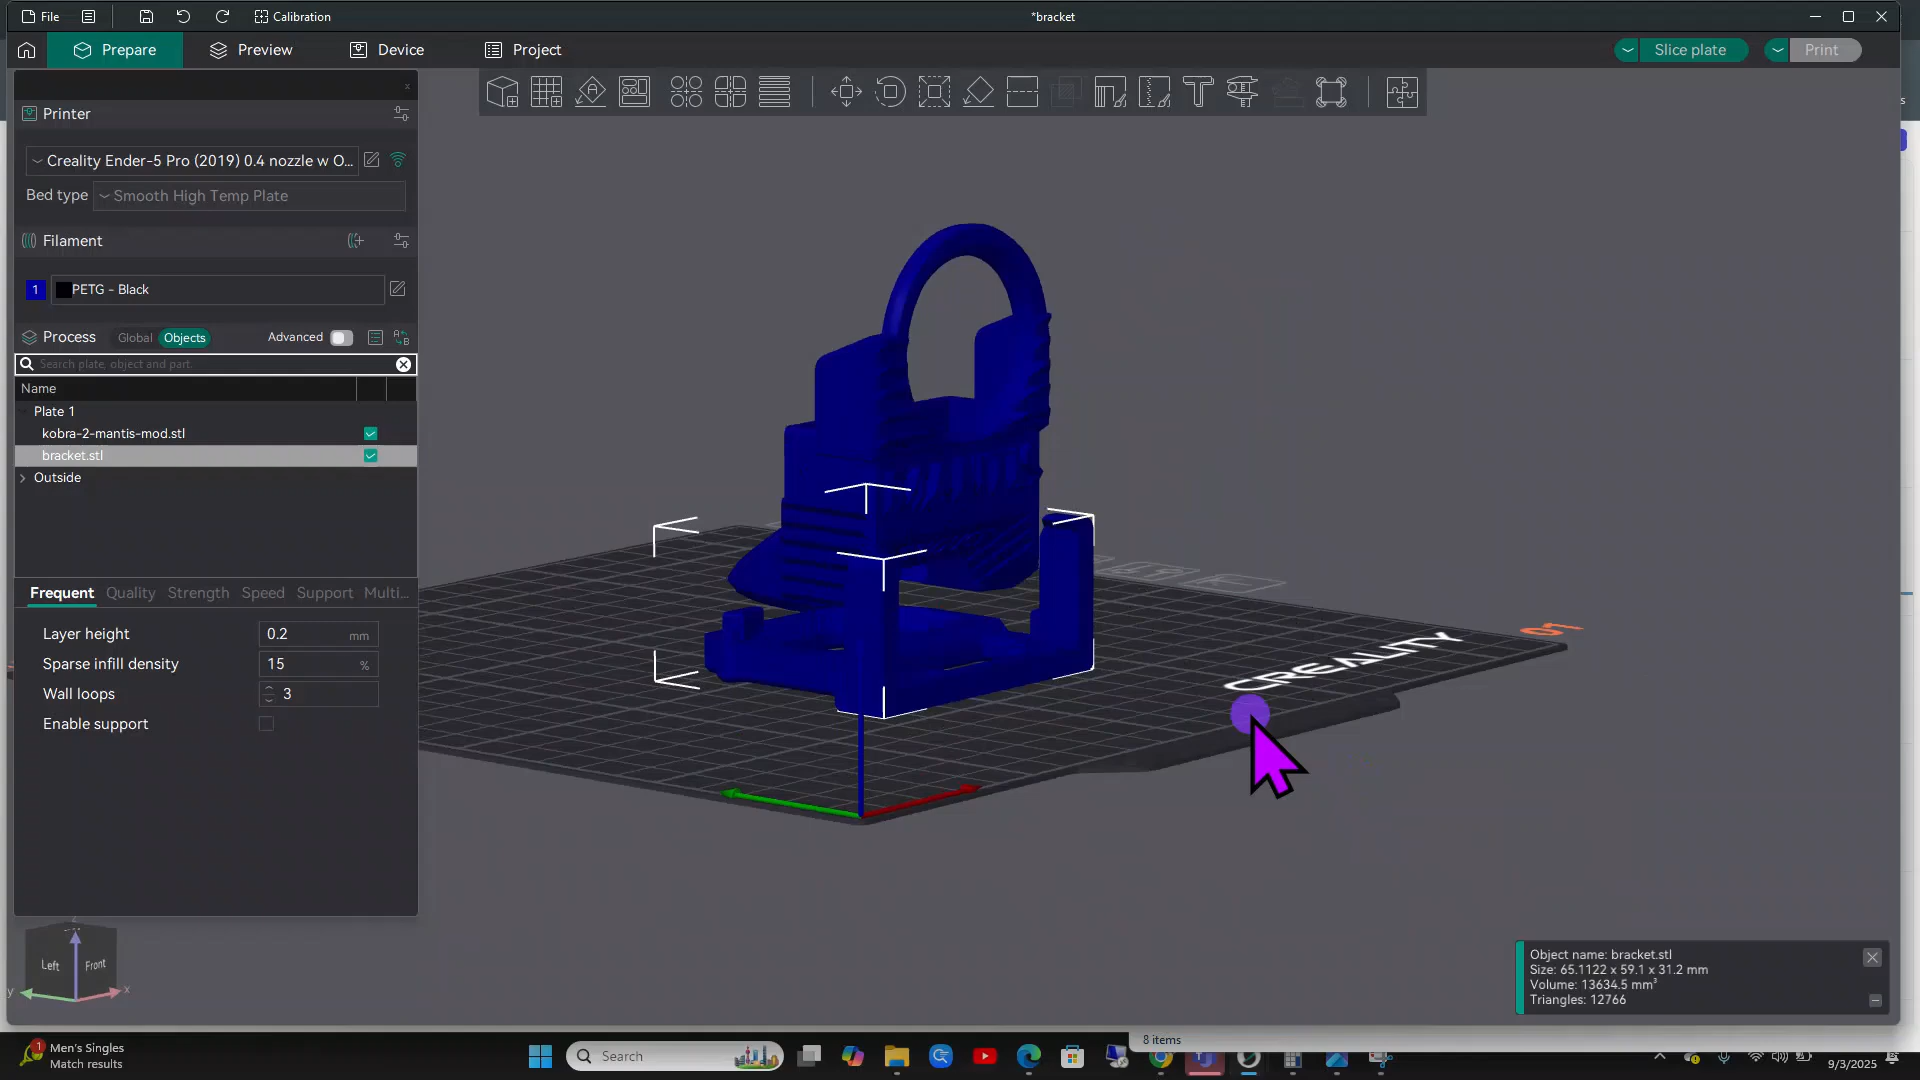 File
Calibration
*bracket
Prepare
Preview
Device
Project
Slice plate
Print
Printer
Creality Ender-5 Pro (2019) 0.4 nozzle w O...
Bed type
Smooth High Temp Plate
Filament
1
PETG - Black
Process
Global
Objects
Advanced
Search plate, object and part.
Name
Plate 1
kobra-2-mantis-mod.stl
bracket.stl
Outside
Frequent
Quality
Strength
Speed
Support
Multi...
Layer height
0.2 mm
Sparse infill density
15 %
Wall loops
3
Enable support
CREALITY
01
Left
Front
y
x
z
Object name: bracket.stl
Size: 65.1122 x 59.1 x 31.2 mm
Volume: 13634.5 mm³
Triangles: 12766
8 items
1
Men's Singles
Match results
Search
9/3/2025